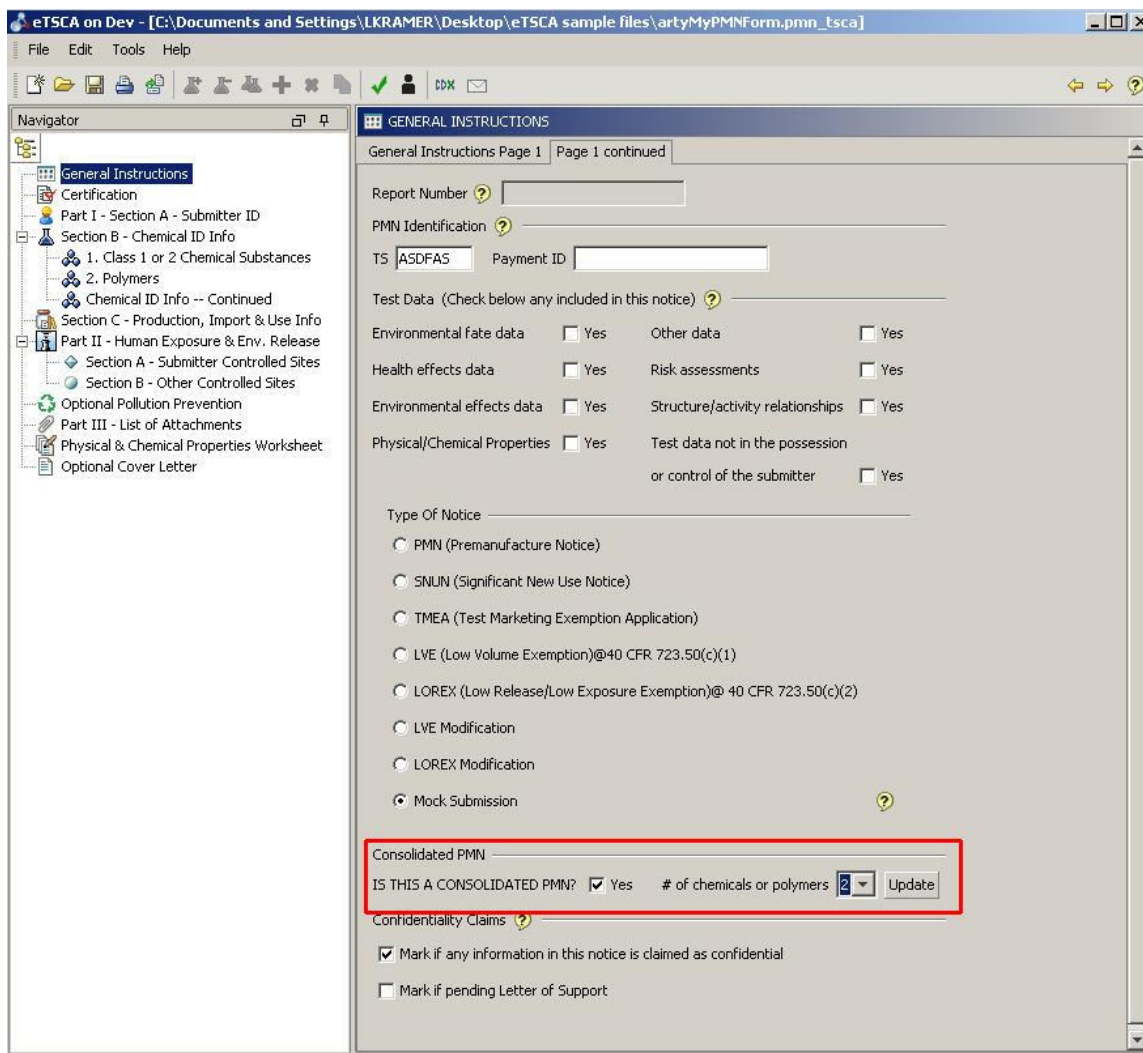 eTSCA on Dev - [C:\Documents and Settings\LKRAMER\Desktop\eTSCA sample files\artyMyPMNForm.pmn_tsca]
File Edit Tools Help
DDX
Navigator
General Instructions
Certification
Part I - Section A - Submitter ID
Section B - Chemical ID Info
1. Class 1 or 2 Chemical Substances
2. Polymers
Chemical ID Info -- Continued
Section C - Production, Import & Use Info
Part II - Human Exposure & Env. Release
Section A - Submitter Controlled Sites
Section B - Other Controlled Sites
Optional Pollution Prevention
Part III - List of Attachments
Physical & Chemical Properties Worksheet
Optional Cover Letter
GENERAL INSTRUCTIONS
General Instructions Page 1 Page 1 continued
Report Number ?
PMN Identification ?
TS ASDFAS Payment ID
Test Data (Check below any included in this notice) ?
Environmental fate data Yes Other data Yes
Health effects data Yes Risk assessments Yes
Environmental effects data Yes Structure/activity relationships Yes
Physical/Chemical Properties Yes Test data not in the possession
or control of the submitter Yes
Type Of Notice
PMN (Premanufacture Notice)
SNUN (Significant New Use Notice)
TMEA (Test Marketing Exemption Application)
LVE (Low Volume Exemption)@40 CFR 723.50(c)(1)
LOREX (Low Release/Low Exposure Exemption)@ 40 CFR 723.50(c)(2)
LVE Modification
LOREX Modification
Mock Submission ?
Consolidated PMN
IS THIS A CONSOLIDATED PMN? Yes # of chemicals or polymers 2 Update
Confidentiality Claims ?
Mark if any information in this notice is claimed as confidential
Mark if pending Letter of Support